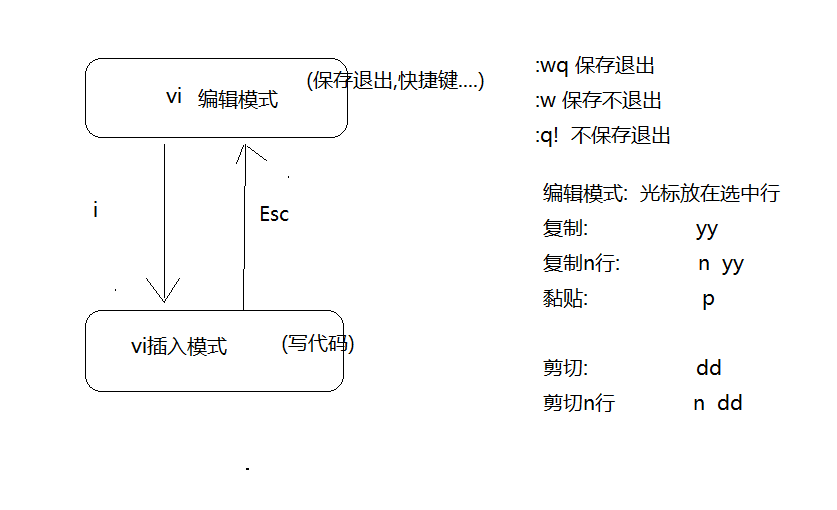 vi 编辑模式
(保存退出,快捷键....)
i
Esc
vi插入模式
(写代码)
:wq 保存退出
:w 保存不退出
:q! 不保存退出
编辑模式: 光标放在选中行
复制: yy
复制n行: n yy
黏贴: p
剪切: dd
剪切n行 n dd